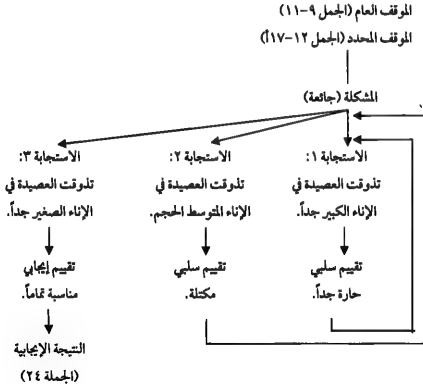 الموقف العام (الجمل ٩-١١)
الموقف المحدد (الجمل ١٢-١٧أ)
المشكلة (جائعة)
الاستجابة ١:
تذوقت العصيدة في
الإناء الكبير جداً.
تقييم سلبي
حارة جداً.
الاستجابة ٢:
تذوقت العصيدة في
الإناء المتوسط الحجم.
تقييم سلبي
مكتلة.
الاستجابة ٣:
تذوقت العصيدة في
الإناء الصغير جداً.
تقييم إيجابي
مناسبة تماماً.
النتيجة الإيجابية
(الجملة ٢٤)